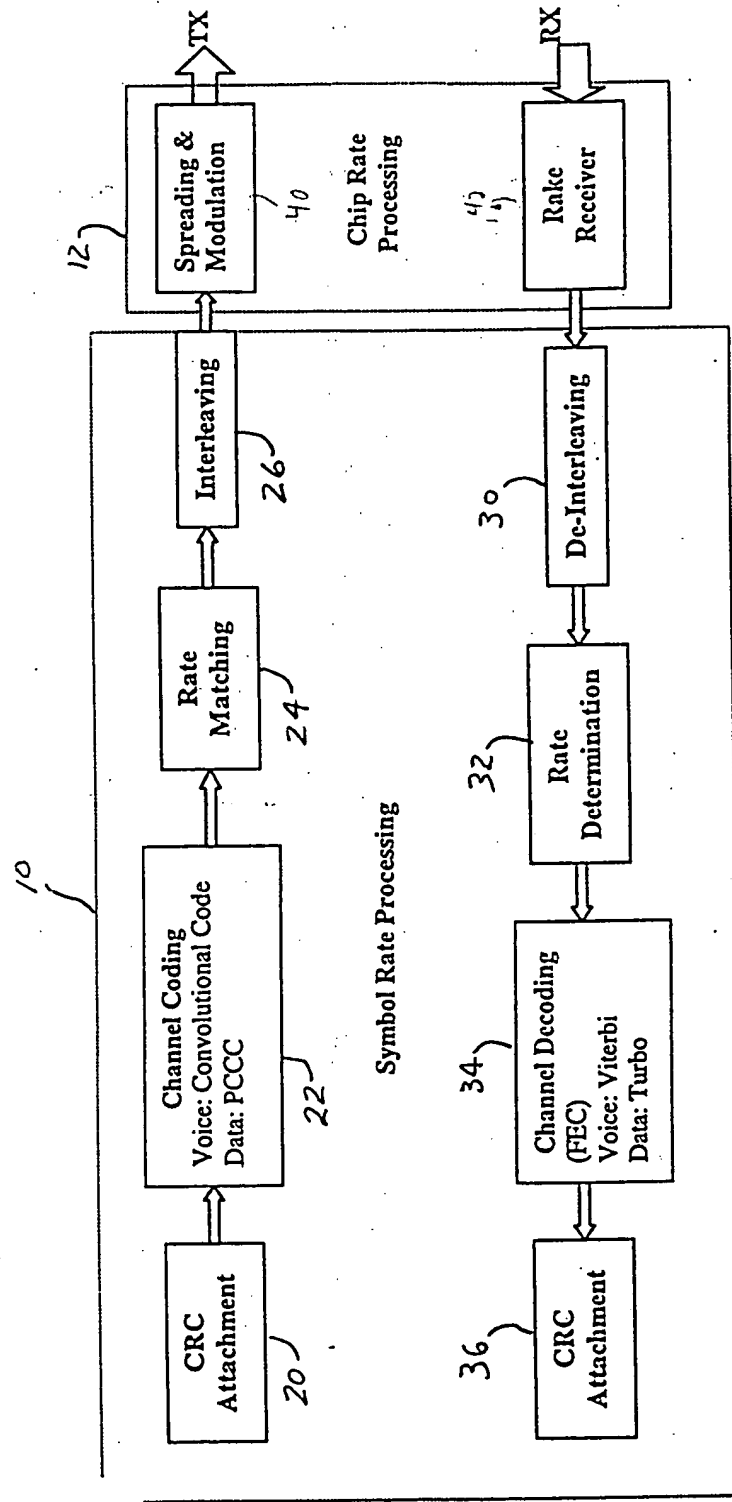 10
12
CRC
Attachment
20
Channel Coding
Voice: Convolutional Code
Data: PCCC
22
Rate
Matching
24
Interleaving
26
Spreading &
Modulation
40
TX
Symbol Rate Processing
Chip Rate
Processing
36
CRC
Attachment
34
Channel Decoding
(FEC)
Voice: Viterbi
Data: Turbo
32
Rate
Determination
30
De-Interleaving
Rake
Receiver
RX